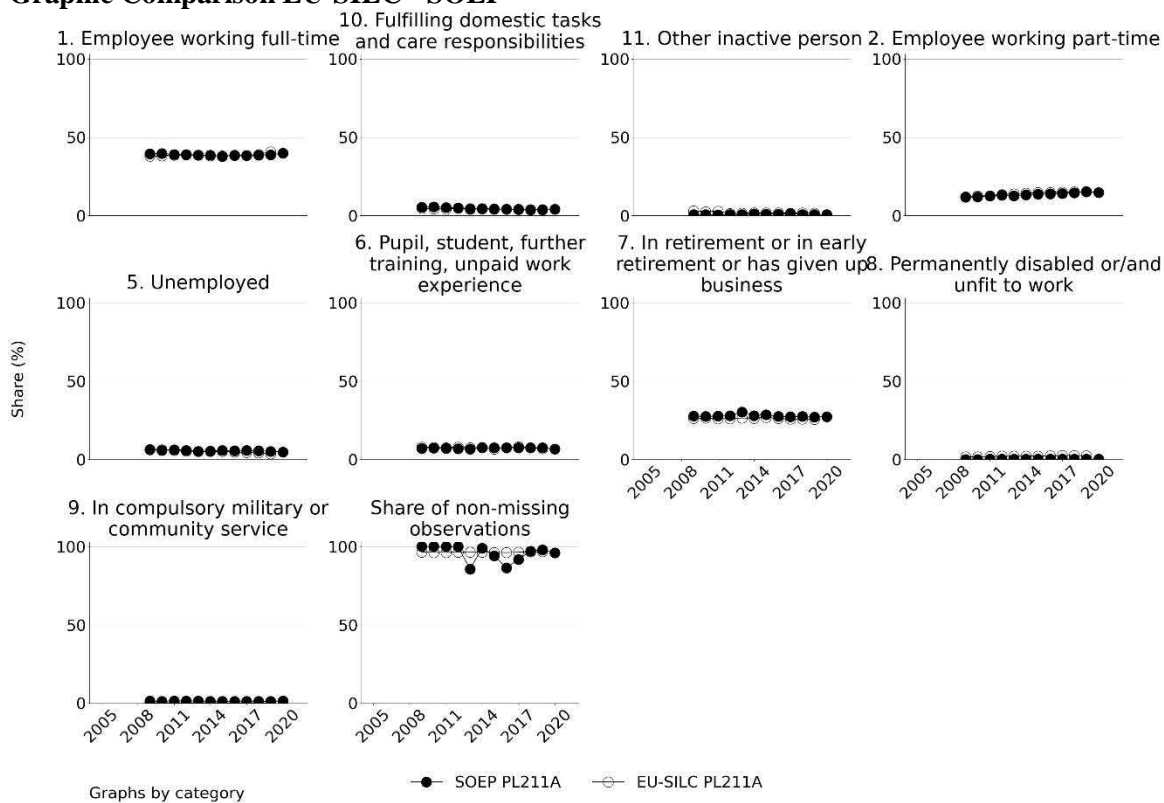 Graphic Comparison EU-SILC - SOEP
1. Employee working full-time
10. Fulfilling domestic tasks
and care responsibilities
11. Other inactive person
2. Employee working part-time
100
50
0
100
50
0
100
50
0
100
50
0
5. Unemployed
6. Pupil, student, further
training, unpaid work
experience
7. In retirement or in early
retirement or has given up
business
8. Permanently disabled or/and
unfit to work
Share (%)
100
50
0
100
50
0
100
50
0
2005
2008
2011
2014
2017
2020
100
50
0
2005
2008
2011
2014
2017
2020
9. In compulsory military or
community service
Share of non-missing
observations
100
50
0
2005
2008
2011
2014
2017
2020
100
50
0
2005
2008
2011
2014
2017
2020
SOEP PL211A
EU-SILC PL211A
Graphs by category